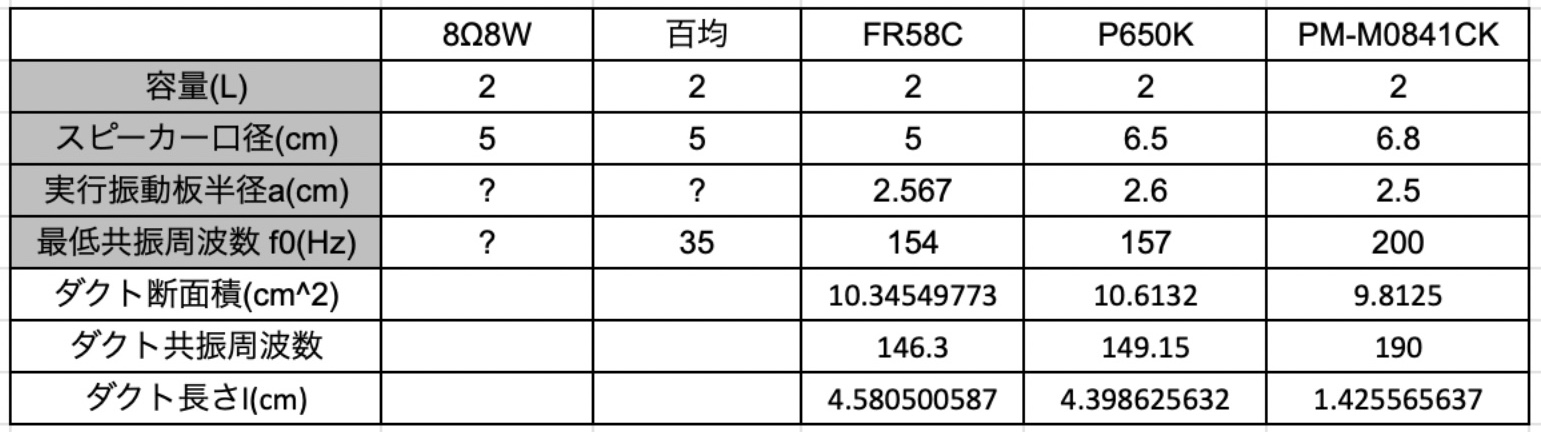 8Ω8W 百均 FR58C P650K PM-M0841CK
容量(L) 2 2 2 2 2
スピーカー口径(cm) 5 5 5 6.5 6.8
実行振動板半径a(cm) ? ? 2.567 2.6 2.5
最低共振周波数 f0(Hz) ? 35 154 157 200
ダクト断面積(cm^2) 10.34549773 10.6132 9.8125
ダクト共振周波数 146.3 149.15 190
ダクト長さl(cm) 4.580500587 4.398625632 1.425565637